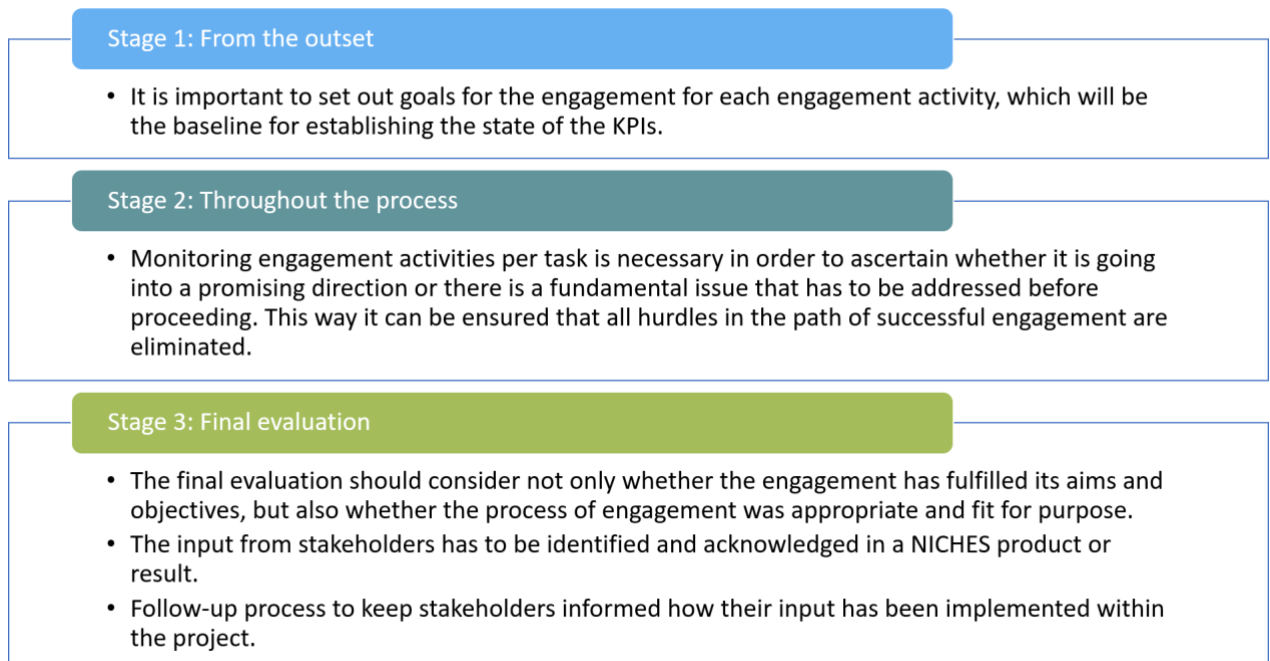 Stage 1: From the outset
• It is important to set out goals for the engagement for each engagement activity, which will be
the baseline for establishing the state of the KPIs.
Stage 2: Throughout the process
• Monitoring engagement activities per task is necessary in order to ascertain whether it is going
into a promising direction or there is a fundamental issue that has to be addressed before
proceeding. This way it can be ensured that all hurdles in the path of successful engagement are
eliminated.
Stage 3: Final evaluation
• The final evaluation should consider not only whether the engagement has fulfilled its aims and
objectives, but also whether the process of engagement was appropriate and fit for purpose.
• The input from stakeholders has to be identified and acknowledged in a NICHES product or
result.
• Follow-up process to keep stakeholders informed how their input has been implemented within
the project.